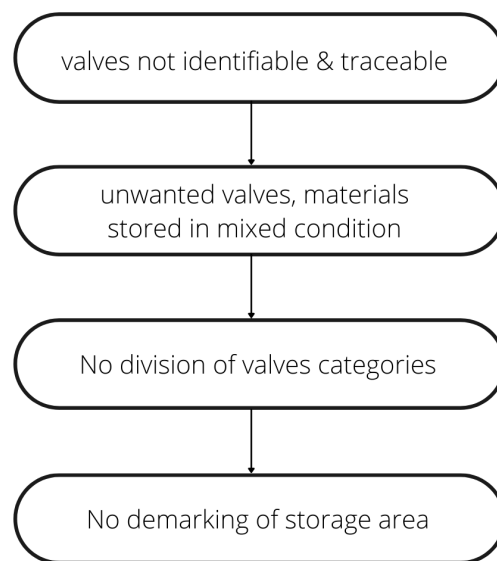 valves not identifiable & traceable
unwanted valves, materials
stored in mixed condition
No division of valves categories
No demarking of storage area